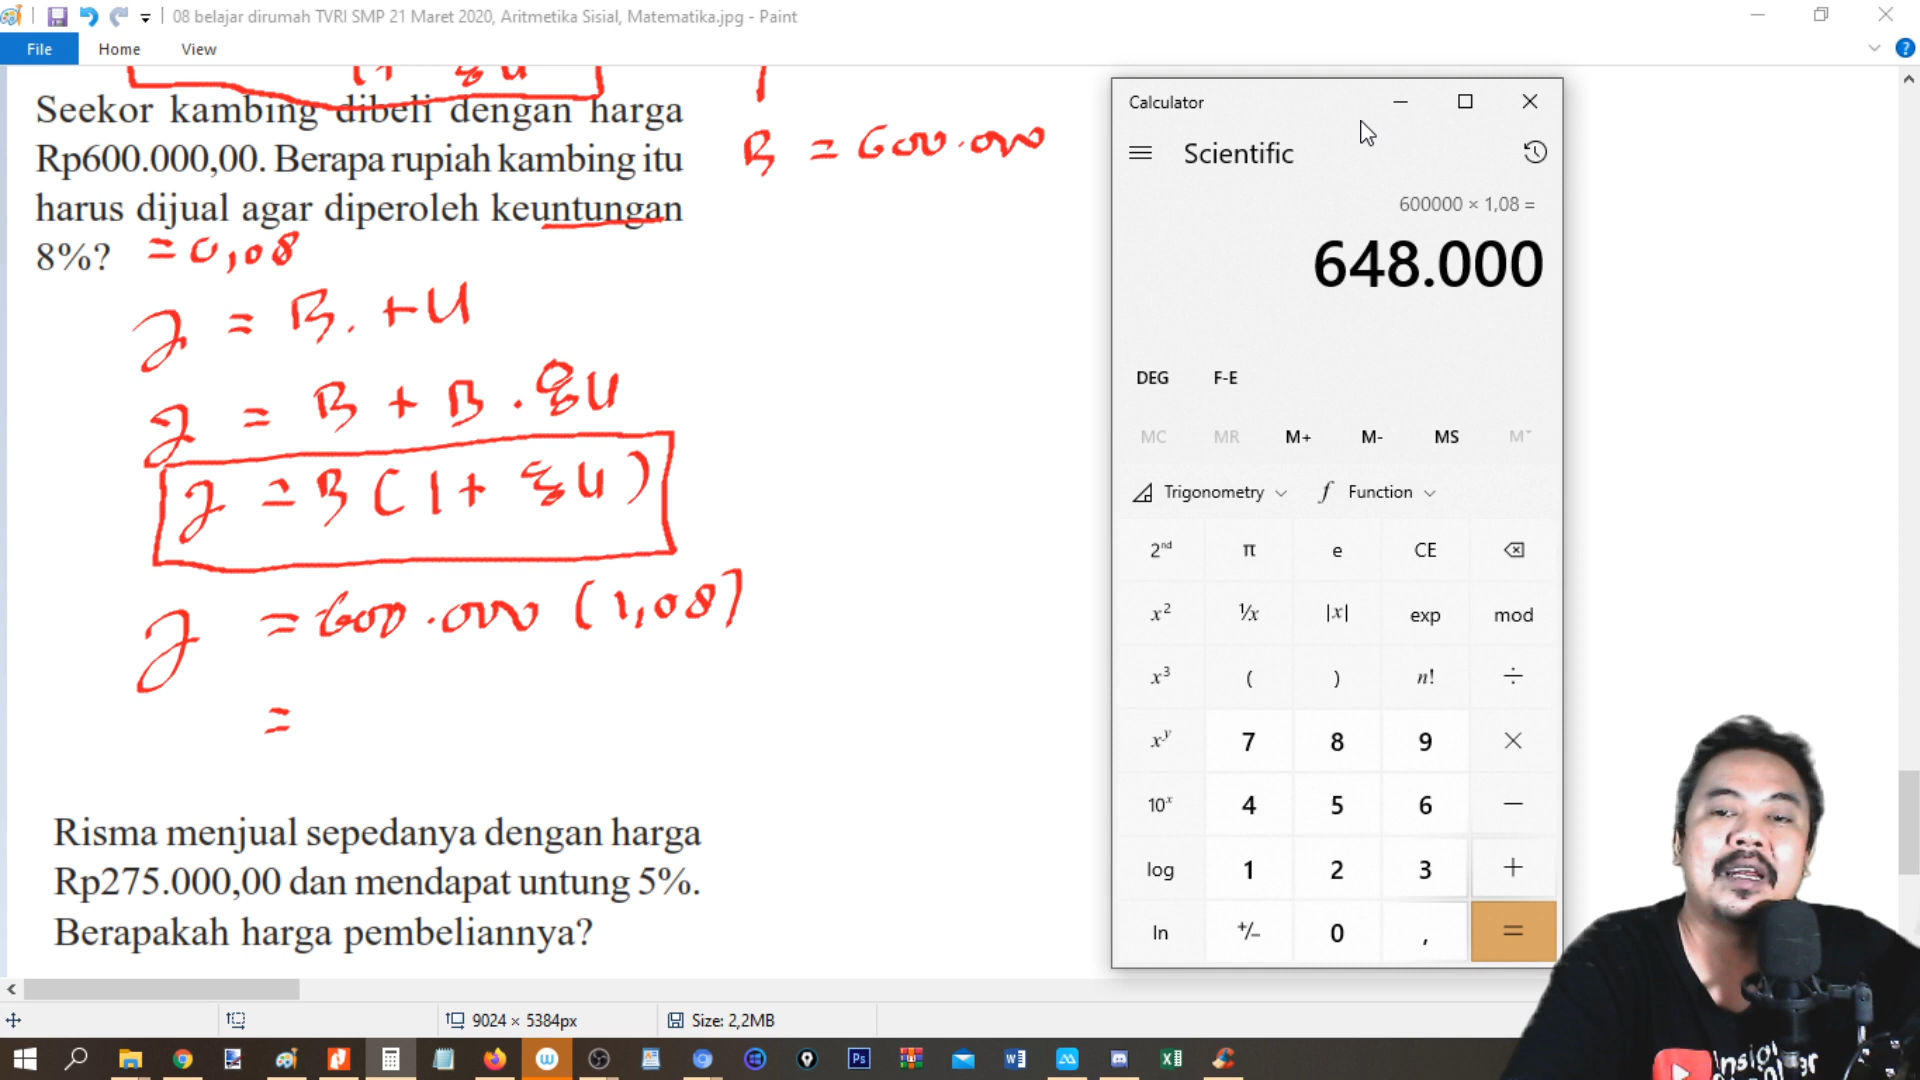 08 belajar dirumah TVRI SMP 21 Maret 2020, Aritmetika Sisial, Matematika.jpg - Paint
File Home View
Seekor kambing dibeli dengan harga
Rp600.000,00. Berapa rupiah kambing itu
harus dijual agar diperoleh keuntungan
8%? = 0,08
B = 600.000
J = B. + U
J = B + B . % U
J = B ( 1 + % U )
J = 600.000 ( 1,08 )
=
Risma menjual sepedanya dengan harga
Rp275.000,00 dan mendapat untung 5%.
Berapakah harga pembeliannya?
Calculator
Scientific
600000 × 1,08 =
648.000
DEG F-E
MC MR M+ M- MS M˅
Trigonometry f Function
2nd π e CE
x² ¹/x |x| exp mod
x³ ( ) n! ÷
xʸ 7 8 9 ×
10ˣ 4 5 6 −
log 1 2 3 +
ln +/− 0 , =
9024 × 5384px Size: 2,2MB
Ps